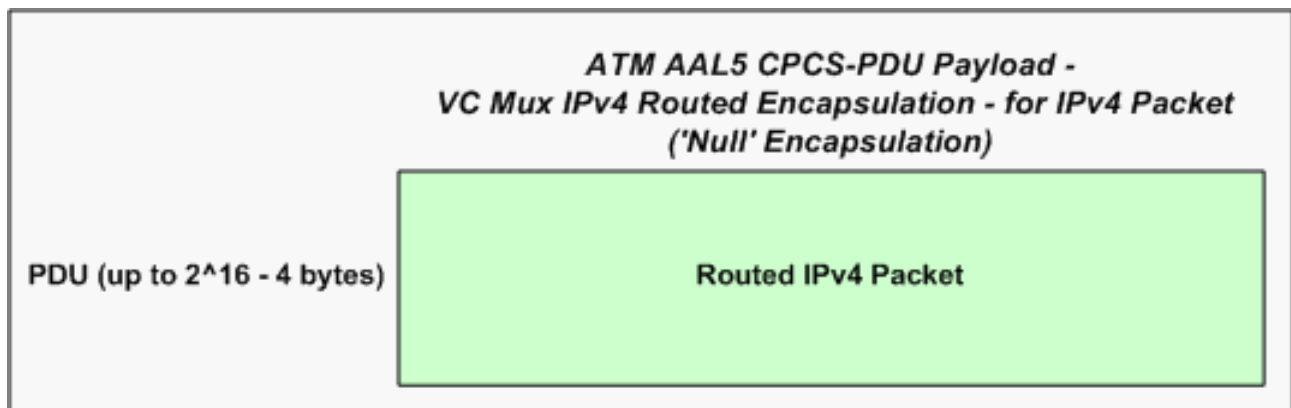 ATM AAL5 CPCS-PDU Payload -
VC Mux IPv4 Routed Encapsulation - for IPv4 Packet
('Null' Encapsulation)
PDU (up to 2^16 - 4 bytes)
Routed IPv4 Packet